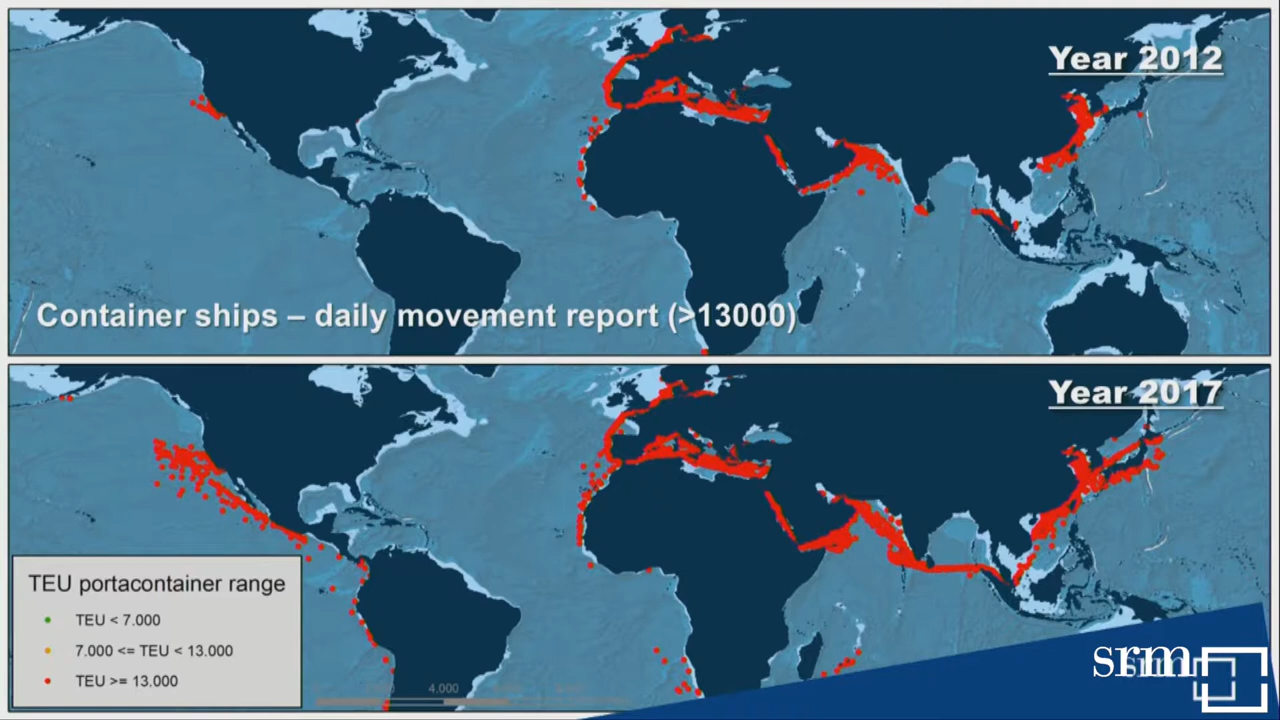 Year 2012
Container ships – daily movement report (>13000)
Year 2017
TEU portacontainer range
TEU < 7.000
7.000 <= TEU < 13.000
TEU >= 13.000
4,000
srm